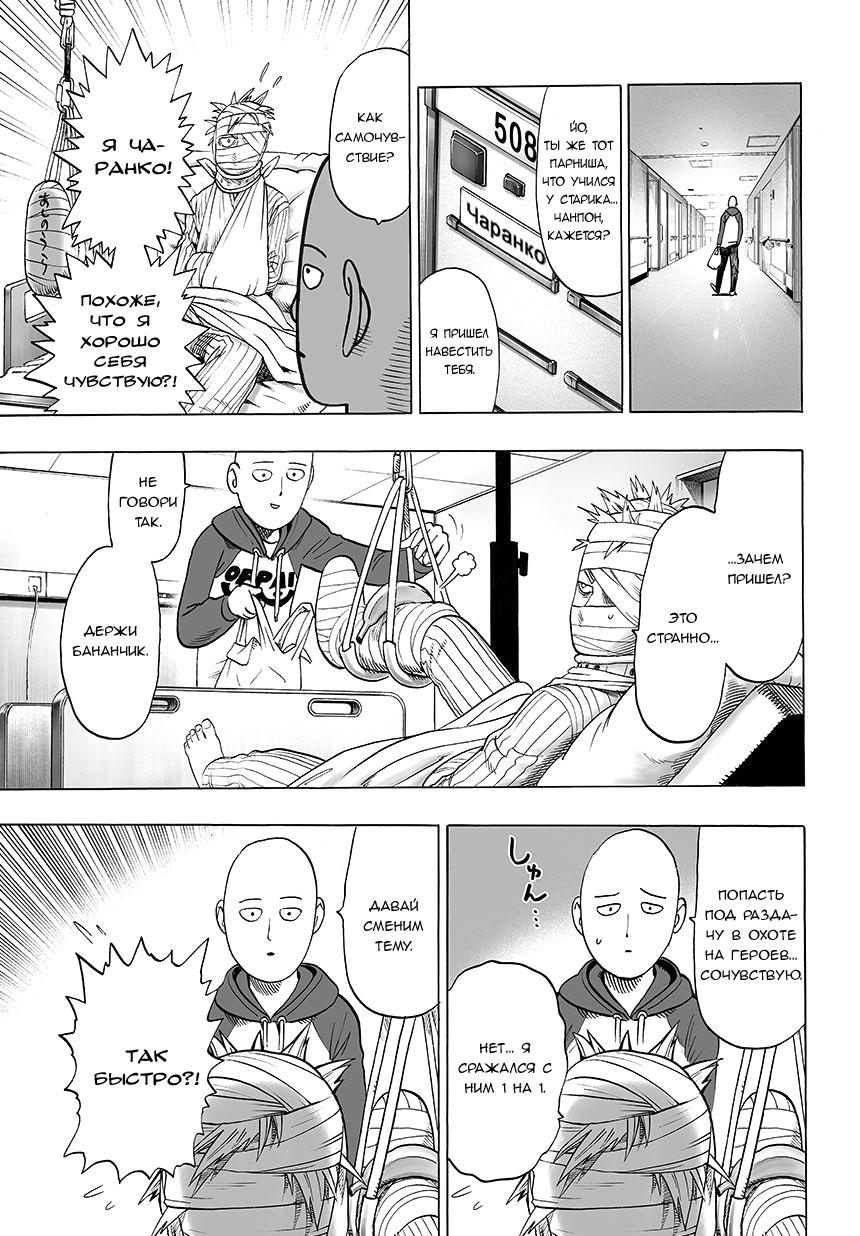 ЙО,
ТЫ ЖЕ ТОТ
ПАРНИША,
ЧТО УЧИЛСЯ
У СТАРИКА...
ЧАНПОН,
КАЖЕТСЯ?
508
Чаранко
Я ПРИШЕЛ
НАВЕСТИТЬ
ТЕБЯ.
КАК
САМОЧУВ-
СТВИЕ?
Я ЧА-
РАНКО!
ПОХОЖЕ,
ЧТО Я
ХОРОШО
СЕБЯ
ЧУВСТВУЮ?!
...ЗАЧЕМ
ПРИШЕЛ?
ЭТО
СТРАННО...
НЕ
ГОВОРИ
ТАК.
ДЕРЖИ
БАНАНЧИК.
ПОПАСТЬ
ПОД РАЗДА-
ЧУ В ОХОТЕ
НА ГЕРОЕВ...
СОЧУВСТВУЮ.
しゅん...
НЕТ... Я
СРАЖАЛСЯ С
НИМ 1 НА 1.
ДАВАЙ
СМЕНИМ
ТЕМУ.
ТАК
БЫСТРО?!